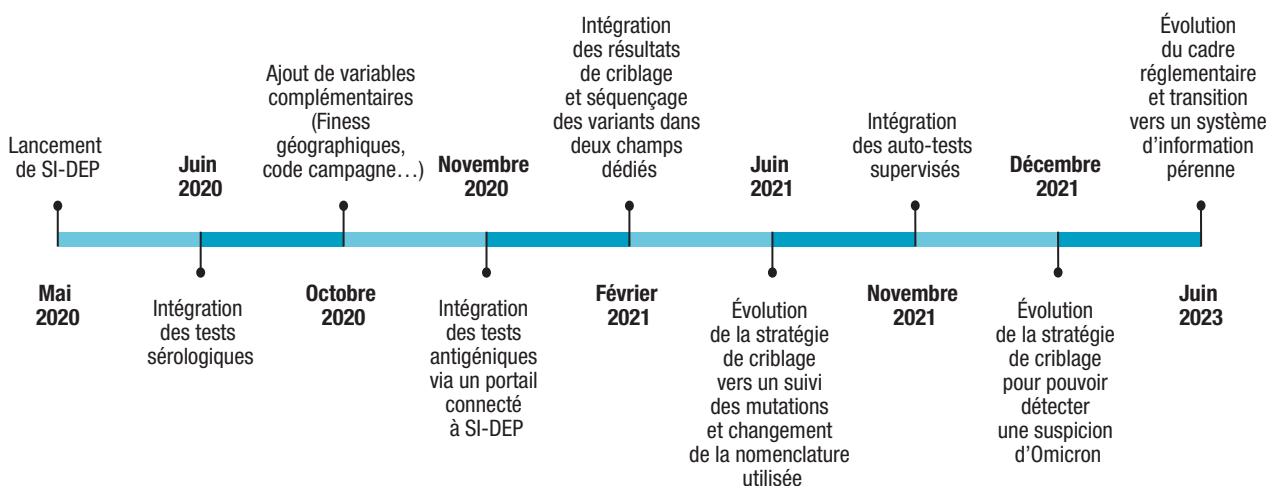 Lancement
de SI-DEP
Mai
2020
Juin
2020
Intégration
des tests
sérologiques
Ajout de variables
complémentaires
(Finess
géographiques,
code campagne…)
Octobre
2020
Novembre
2020
Intégration
des tests
antigéniques
via un portail
connecté
à SI-DEP
Intégration
des résultats
de criblage
et séquençage
des variants dans
deux champs
dédiés
Février
2021
Juin
2021
Évolution
de la stratégie
de criblage
vers un suivi
des mutations
et changement
de la nomenclature
utilisée
Intégration
des auto-tests
supervisés
Novembre
2021
Décembre
2021
Évolution
de la stratégie
de criblage
pour pouvoir
détecter
une suspicion
d’Omicron
Évolution
du cadre
réglementaire
et transition
vers un système
d’information
pérenne
Juin
2023